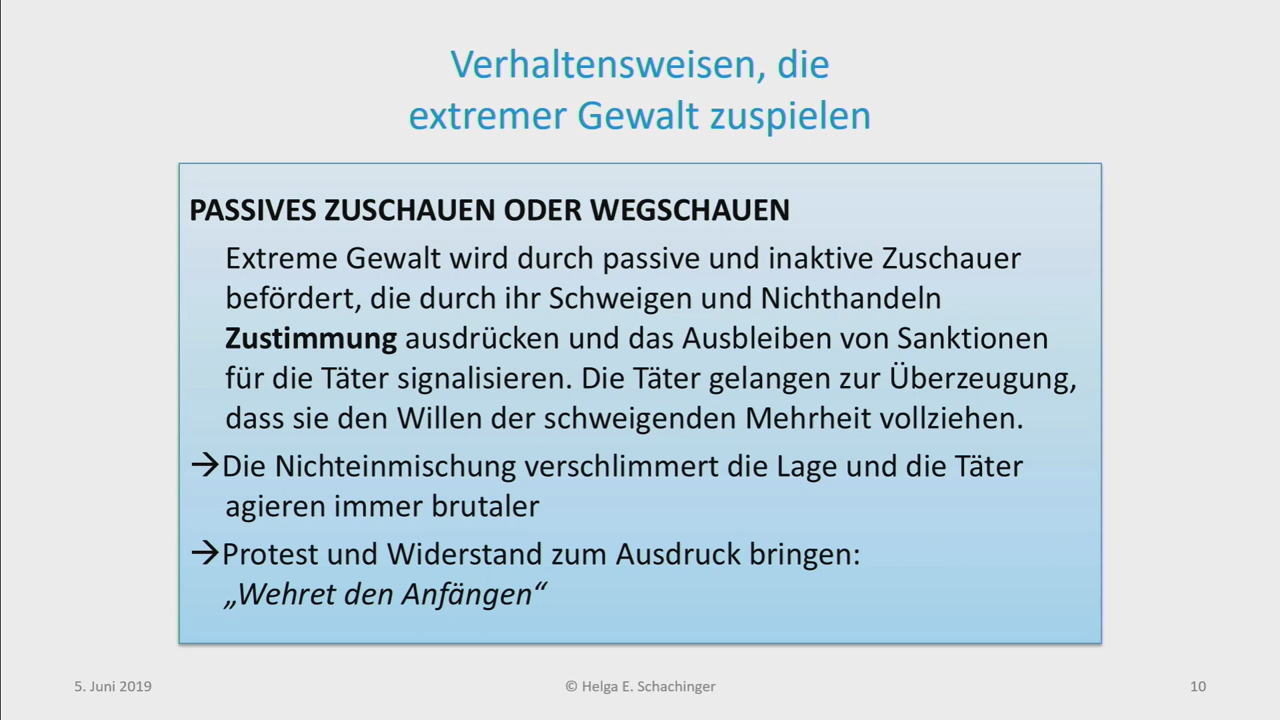 Verhaltensweisen, die
extremer Gewalt zuspielen
PASSIVES ZUSCHAUEN ODER WEGSCHAUEN
Extreme Gewalt wird durch passive und inaktive Zuschauer
befördert, die durch ihr Schweigen und Nichthandeln
Zustimmung ausdrücken und das Ausbleiben von Sanktionen
für die Täter signalisieren. Die Täter gelangen zur Überzeugung,
dass sie den Willen der schweigenden Mehrheit vollziehen.
→Die Nichteinmischung verschlimmert die Lage und die Täter
agieren immer brutaler
→Protest und Widerstand zum Ausdruck bringen:
„Wehret den Anfängen“
5. Juni 2019
© Helga E. Schachinger
10